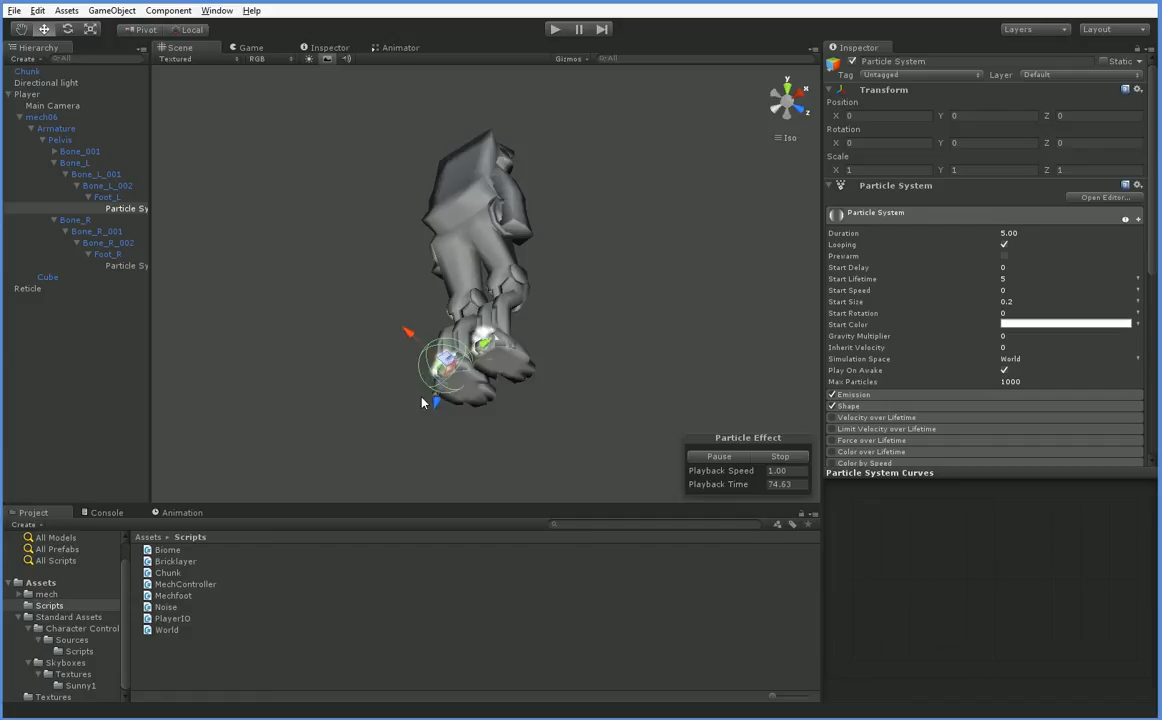 File Edit Assets GameObject Component Window Help
Pivot Local Layers Layout
Hierarchy
Create All
Chunk
Directional light
Player
Main Camera
mech06
Armature
Pelvis
Bone_001
Bone_L
Bone_L_001
Bone_L_002
Foot_L
Particle Sy
Bone_R
Bone_R_001
Bone_R_002
Foot_R
Particle Sy
Cube
Reticle
Scene Game Inspector Animator
Textured RGB Gizmos All
y
x
z
Iso
Particle Effect
Pause Stop
Playback Speed 1.00
Playback Time 74.63
Inspector
Particle System Static
Tag Untagged Layer Default
Transform
Position
X 0 Y 0 Z 0
Rotation
X 0 Y 0 Z 0
Scale
X 1 Y 1 Z 1
Particle System
Open Editor...
Particle System
Duration 5.00
Looping
Prewarm
Start Delay 0
Start Lifetime 5
Start Speed 0
Start Size 0.2
Start Rotation 0
Start Color
Gravity Multiplier 0
Inherit Velocity 0
Simulation Space World
Play On Awake
Max Particles 1000
Emission
Shape
Velocity over Lifetime
Limit Velocity over Lifetime
Force over Lifetime
Color over Lifetime
Color by Speed
Particle System Curves
Project Console Animation
Create
All Models
All Prefabs
All Scripts
Assets
mech
Scripts
Standard Assets
Character Control
Sources
Scripts
Skyboxes
Textures
Sunny1
Textures
Assets Scripts
Biome
Bricklayer
Chunk
MechController
Mechfoot
Noise
PlayerIO
World